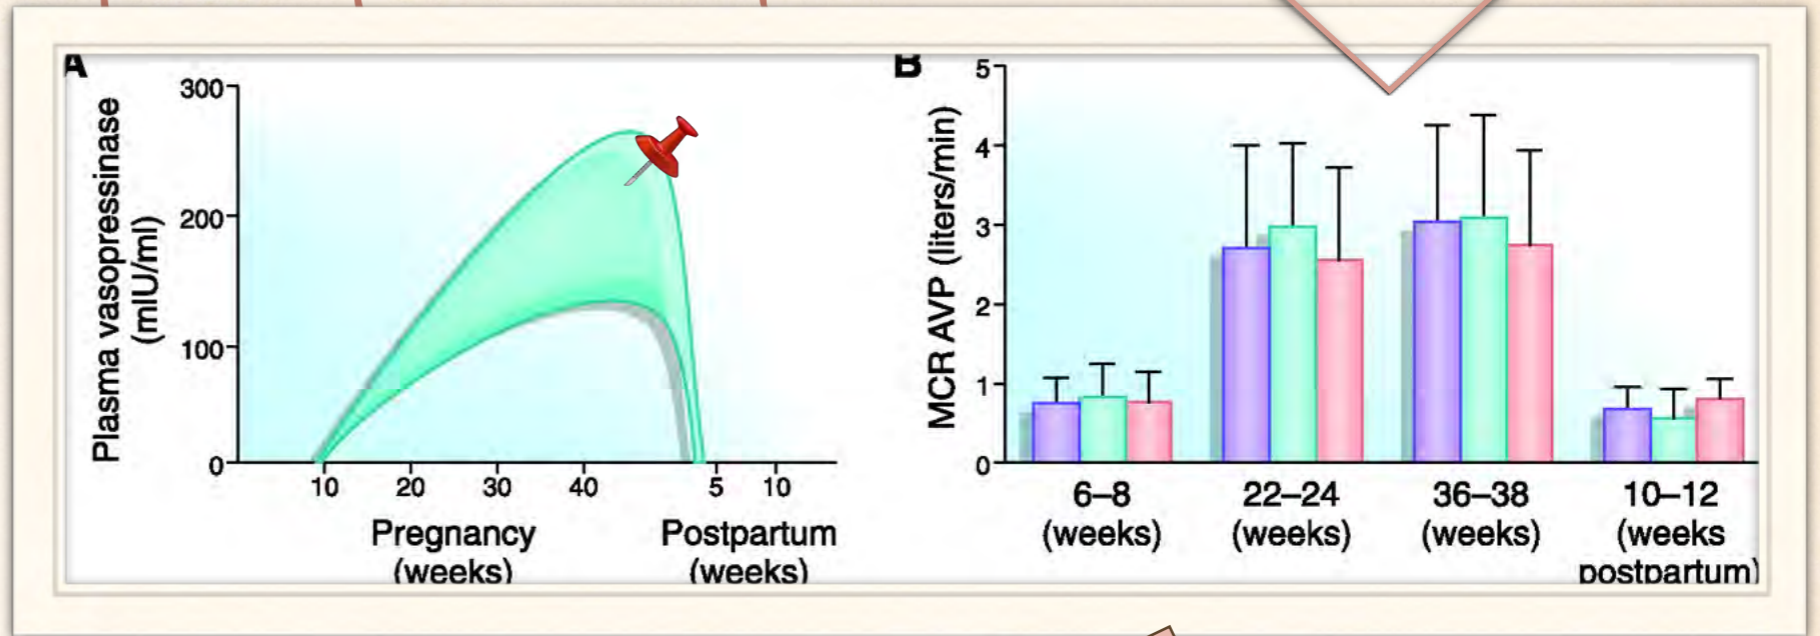 A
Plasma vasopressinase
(mIU/ml)
300
200
100
0
10 20 30 40 5 10
Pregnancy
(weeks)
Postpartum
(weeks)
B
MCR AVP (liters/min)
5
4
3
2
1
0
6–8
(weeks)
22–24
(weeks)
36–38
(weeks)
10–12
(weeks
postpartum)